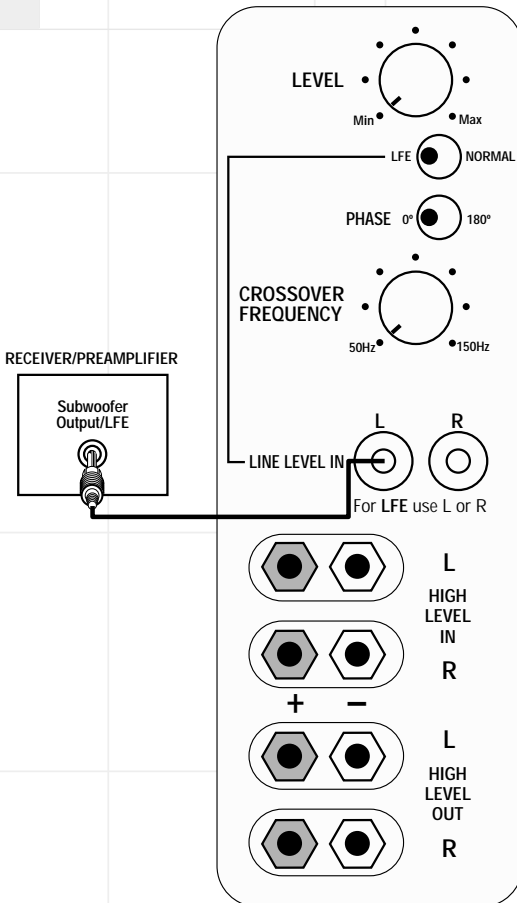 LEVEL
Min
Max
LFE
NORMAL
PHASE
0°
180°
CROSSOVER
FREQUENCY
50Hz
150Hz
RECEIVER/PREAMPLIFIER
Subwoofer
Output/LFE
L
R
LINE LEVEL IN
For LFE use L or R
L
HIGH
LEVEL
IN
R
+ –
L
HIGH
LEVEL
OUT
R